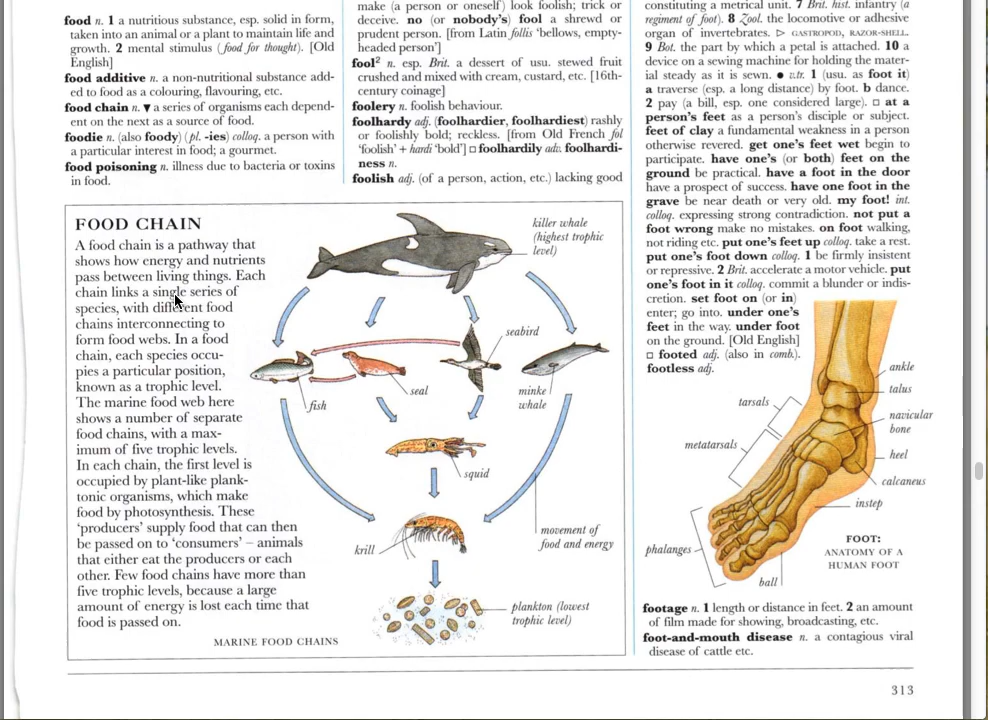 food n. 1 a nutritious substance, esp. solid in form,
taken into an animal or a plant to maintain life and
growth. 2 mental stimulus (food for thought). [Old
English]
food additive n. a non-nutritional substance add-
ed to food as a colouring, flavouring, etc.
food chain n. ▼ a series of organisms each depend-
ent on the next as a source of food.
foodie n. (also foody) (pl. -ies) colloq. a person with
a particular interest in food; a gourmet.
food poisoning n. illness due to bacteria or toxins
in food.
make (a person or oneself) look foolish; trick or
deceive. no (or nobody's) fool a shrewd or
prudent person. [from Latin follis 'bellows, empty-
headed person']
fool² n. esp. Brit. a dessert of usu. stewed fruit
crushed and mixed with cream, custard, etc. [16th-
century coinage]
foolery n. foolish behaviour.
foolhardy adj. (foolhardier, foolhardiest) rashly
or foolishly bold; reckless. [from Old French fol
'foolish' + hardi 'bold'] □ foolhardily adv. foolhardi-
ness n.
foolish adj. (of a person, action, etc.) lacking good
FOOD CHAIN
A food chain is a pathway that
shows how energy and nutrients
pass between living things. Each
chain links a single series of
species, with different food
chains interconnecting to
form food webs. In a food
chain, each species occu-
pies a particular position,
known as a trophic level.
The marine food web here
shows a number of separate
food chains, with a max-
imum of five trophic levels.
In each chain, the first level is
occupied by plant-like plank-
tonic organisms, which make
food by photosynthesis. These
'producers' supply food that can then
be passed on to 'consumers' – animals
that either eat the producers or each
other. Few food chains have more than
five trophic levels, because a large
amount of energy is lost each time that
food is passed on.
MARINE FOOD CHAINS
killer whale
(highest trophic
level)
seabird
fish
seal
minke
whale
squid
krill
movement of
food and energy
plankton (lowest
trophic level)
constituting a metrical unit. 7 Brit. hist. infantry (a
regiment of foot). 8 Zool. the locomotive or adhesive
organ of invertebrates. ▷ GASTROPOD, RAZOR-SHELL.
9 Bot. the part by which a petal is attached. 10 a
device on a sewing machine for holding the mater-
ial steady as it is sewn. ● v.tr. 1 (usu. as foot it)
a traverse (esp. a long distance) by foot. b dance.
2 pay (a bill, esp. one considered large). □ at a
person's feet as a person's disciple or subject.
feet of clay a fundamental weakness in a person
otherwise revered. get one's feet wet begin to
participate. have one's (or both) feet on the
ground be practical. have a foot in the door
have a prospect of success. have one foot in the
grave be near death or very old. my foot! int.
colloq. expressing strong contradiction. not put a
foot wrong make no mistakes. on foot walking,
not riding etc. put one's feet up colloq. take a rest.
put one's foot down colloq. 1 be firmly insistent
or repressive. 2 Brit. accelerate a motor vehicle. put
one's foot in it colloq. commit a blunder or indis-
cretion. set foot on (or in)
enter; go into. under one's
feet in the way. under foot
on the ground. [Old English]
□ footed adj. (also in comb.).
footless adj.
ankle
talus
tarsals
navicular
bone
metatarsals
heel
calcaneus
instep
phalanges
ball
FOOT:
ANATOMY OF A
HUMAN FOOT
footage n. 1 length or distance in feet. 2 an amount
of film made for showing, broadcasting, etc.
foot-and-mouth disease n. a contagious viral
disease of cattle etc.
313